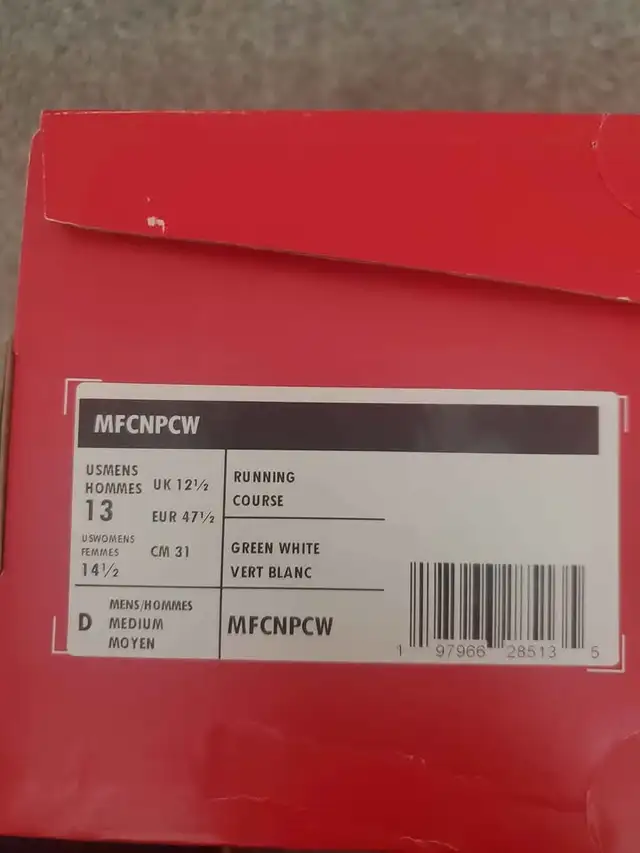 MFCNPCW
USMENS
HOMMES
13
UK 12½
EUR 47½
USWOMENS
FEMMES
14½
CM 31
RUNNING
COURSE
GREEN WHITE
VERT BLANC
D
MENS/HOMMES
MEDIUM
MOYEN
MFCNPCW
1 97966 28513 5